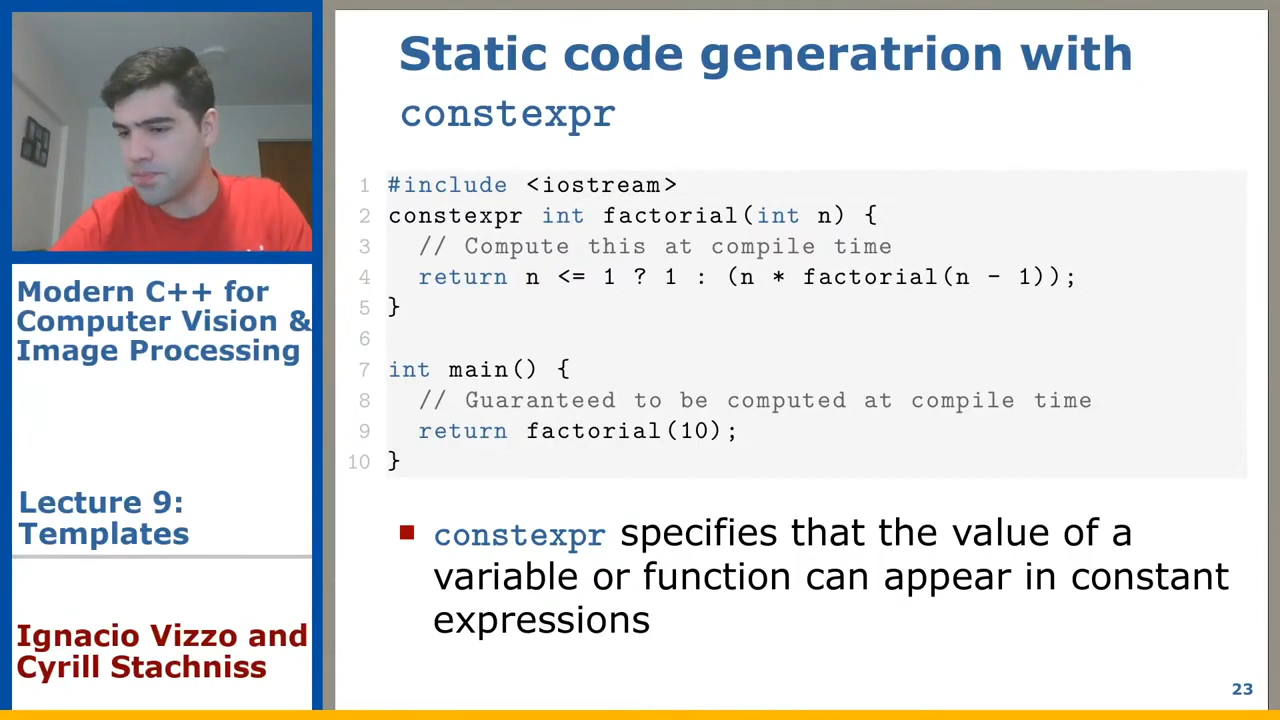 Static code generatrion with
constexpr
1 #include <iostream>
2 constexpr int factorial(int n) {
3   // Compute this at compile time
4   return n <= 1 ? 1 : (n * factorial(n - 1));
5 }
6
7 int main() {
8   // Guaranteed to be computed at compile time
9   return factorial(10);
10 }
constexpr specifies that the value of a
variable or function can appear in constant
expressions
23
Modern C++ for
Computer Vision &
Image Processing
Lecture 9:
Templates
Ignacio Vizzo and
Cyrill Stachniss